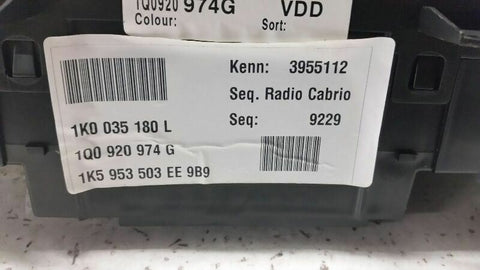 1Q0920 974G VDD
Colour: Sort:
Kenn: 3955112
Seq. Radio Cabrio
Seq: 9229
1K0 035 180 L
1Q0 920 974 G
1K5 953 503 EE 9B9